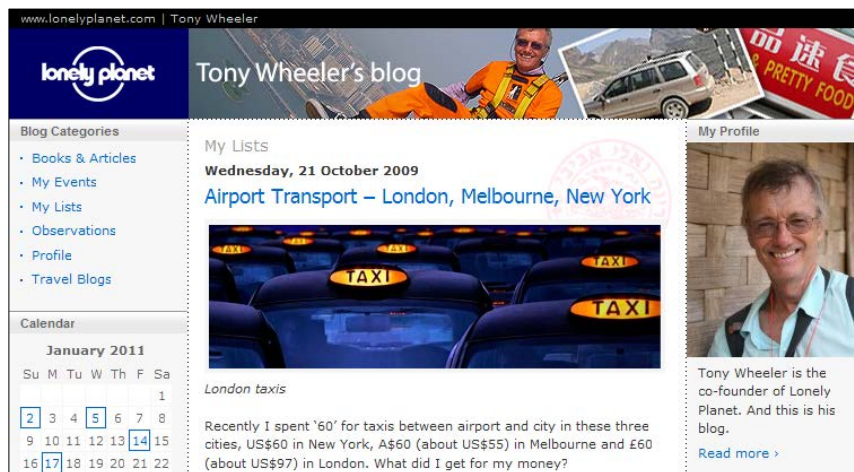 www.lonelyplanet.com | Tony Wheeler
lonely planet
Tony Wheeler's blog
品 速 食
& PRETTY FOOD
Blog Categories
Books & Articles
My Events
My Lists
Observations
Profile
Travel Blogs
Calendar
January 2011
Su M Tu W Th F Sa
1
2 3 4 5 6 7 8
9 10 11 12 13 14 15
16 17 18 19 20 21 22
My Lists
Wednesday, 21 October 2009
Airport Transport – London, Melbourne, New York
TAXI
TAXI
TAXI
TAXI
TAXI
London taxis
Recently I spent ‘60’ for taxis between airport and city in these three
cities, US$60 in New York, A$60 (about US$55) in Melbourne and £60
(about US$97) in London. What did I get for my money?
My Profile
Tony Wheeler is the
co-founder of Lonely
Planet. And this is his
blog.
Read more ›